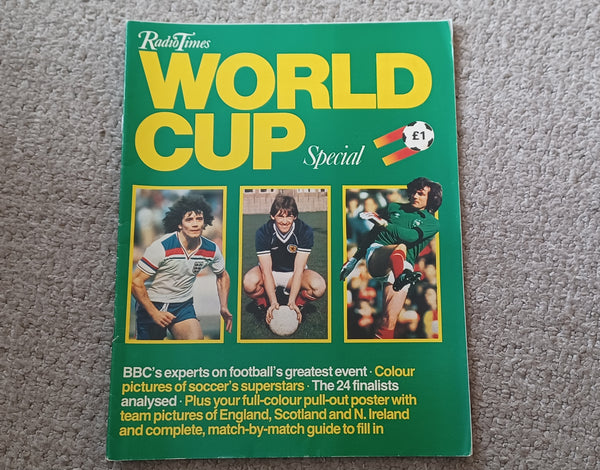 Radio Times
WORLD
CUP Special £1
BBC's experts on football's greatest event · Colour
pictures of soccer's superstars · The 24 finalists
analysed · Plus your full-colour pull-out poster with
team pictures of England, Scotland and N. Ireland
and complete, match-by-match guide to fill in